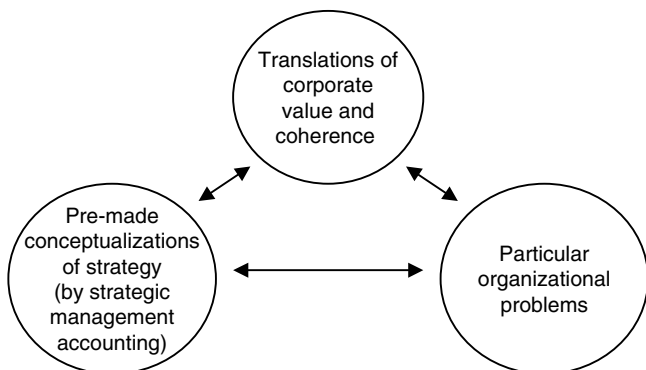 Translations of
corporate
value and
coherence
Pre-made
conceptualizations
of strategy
(by strategic
management
accounting)
Particular
organizational
problems